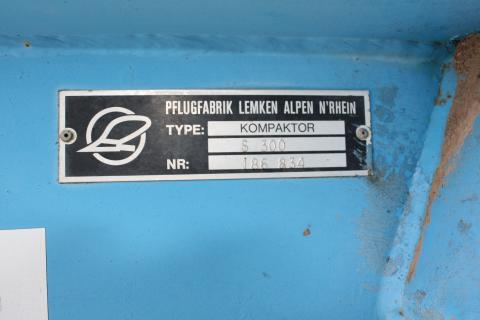 PFLUGFABRIK LEMKEN ALPEN N'RHEIN
TYPE: KOMPAKTOR
S 300
NR: 186 834